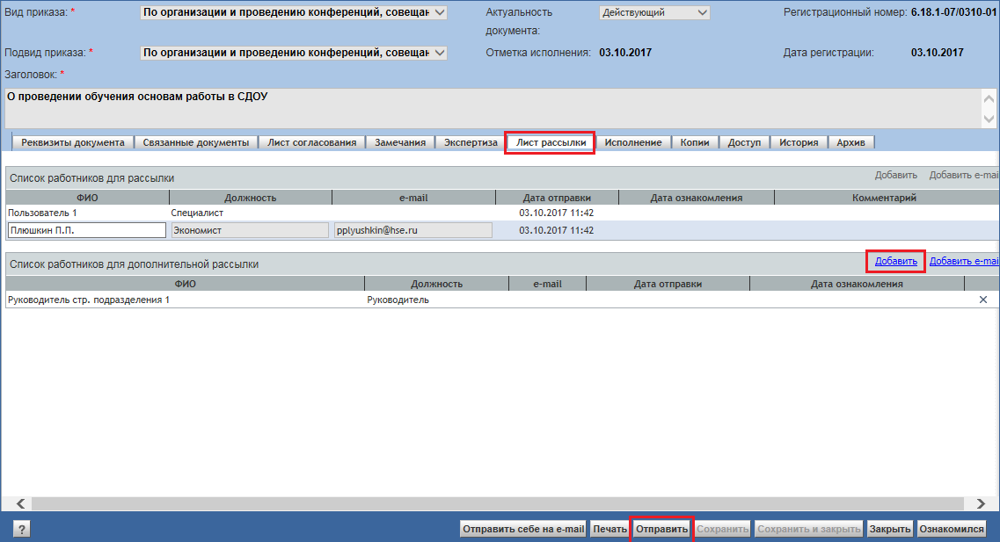 Вид приказа: * По организации и проведению конференций, совещан Актуальность документа: Действующий Регистрационный номер: 6.18.1-07/0310-01
Подвид приказа: * По организации и проведению конференций, совещан Отметка исполнения: 03.10.2017 Дата регистрации: 03.10.2017
Заголовок: *
О проведении обучения основам работы в СДОУ
Реквизиты документа Связанные документы Лист согласования Замечания Экспертиза Лист рассылки Исполнение Копии Доступ История Архив
Список работников для рассылки Добавить Добавить e-mai
ФИО Должность e-mail Дата отправки Дата ознакомления Комментарий
Пользователь 1 Специалист 03.10.2017 11:42
Плюшкин П.П. Экономист pplyushkin@hse.ru 03.10.2017 11:42
Список работников для дополнительной рассылки Добавить Добавить e-mai
ФИО Должность e-mail Дата отправки Дата ознакомления
Руководитель стр. подразделения 1 Руководитель
? Отправить себе на e-mail Печать Отправить Сохранить Сохранить и закрыть Закрыть Ознакомился